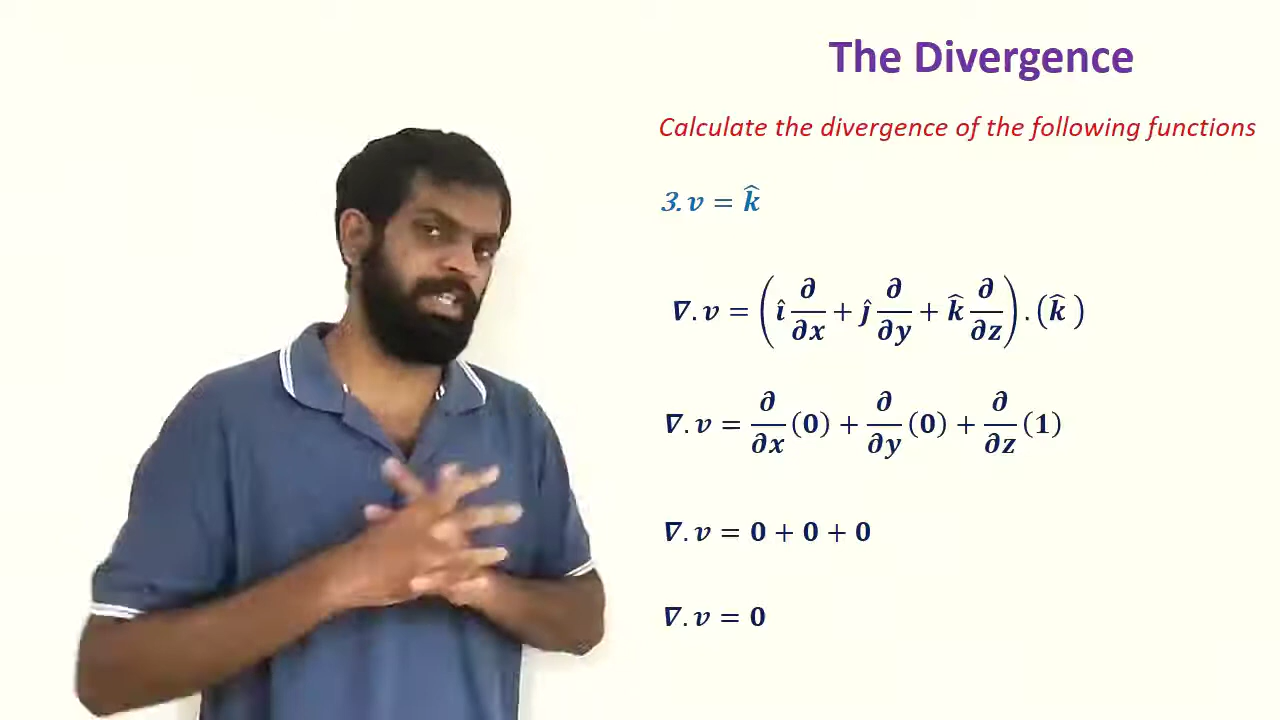 The Divergence
Calculate the divergence of the following functions
3. v = k̂
∇. v = (î ∂/∂x + ĵ ∂/∂y + k̂ ∂/∂z) . (k̂ )
∇. v = ∂/∂x (0) + ∂/∂y (0) + ∂/∂z (1)
∇. v = 0 + 0 + 0
∇. v = 0